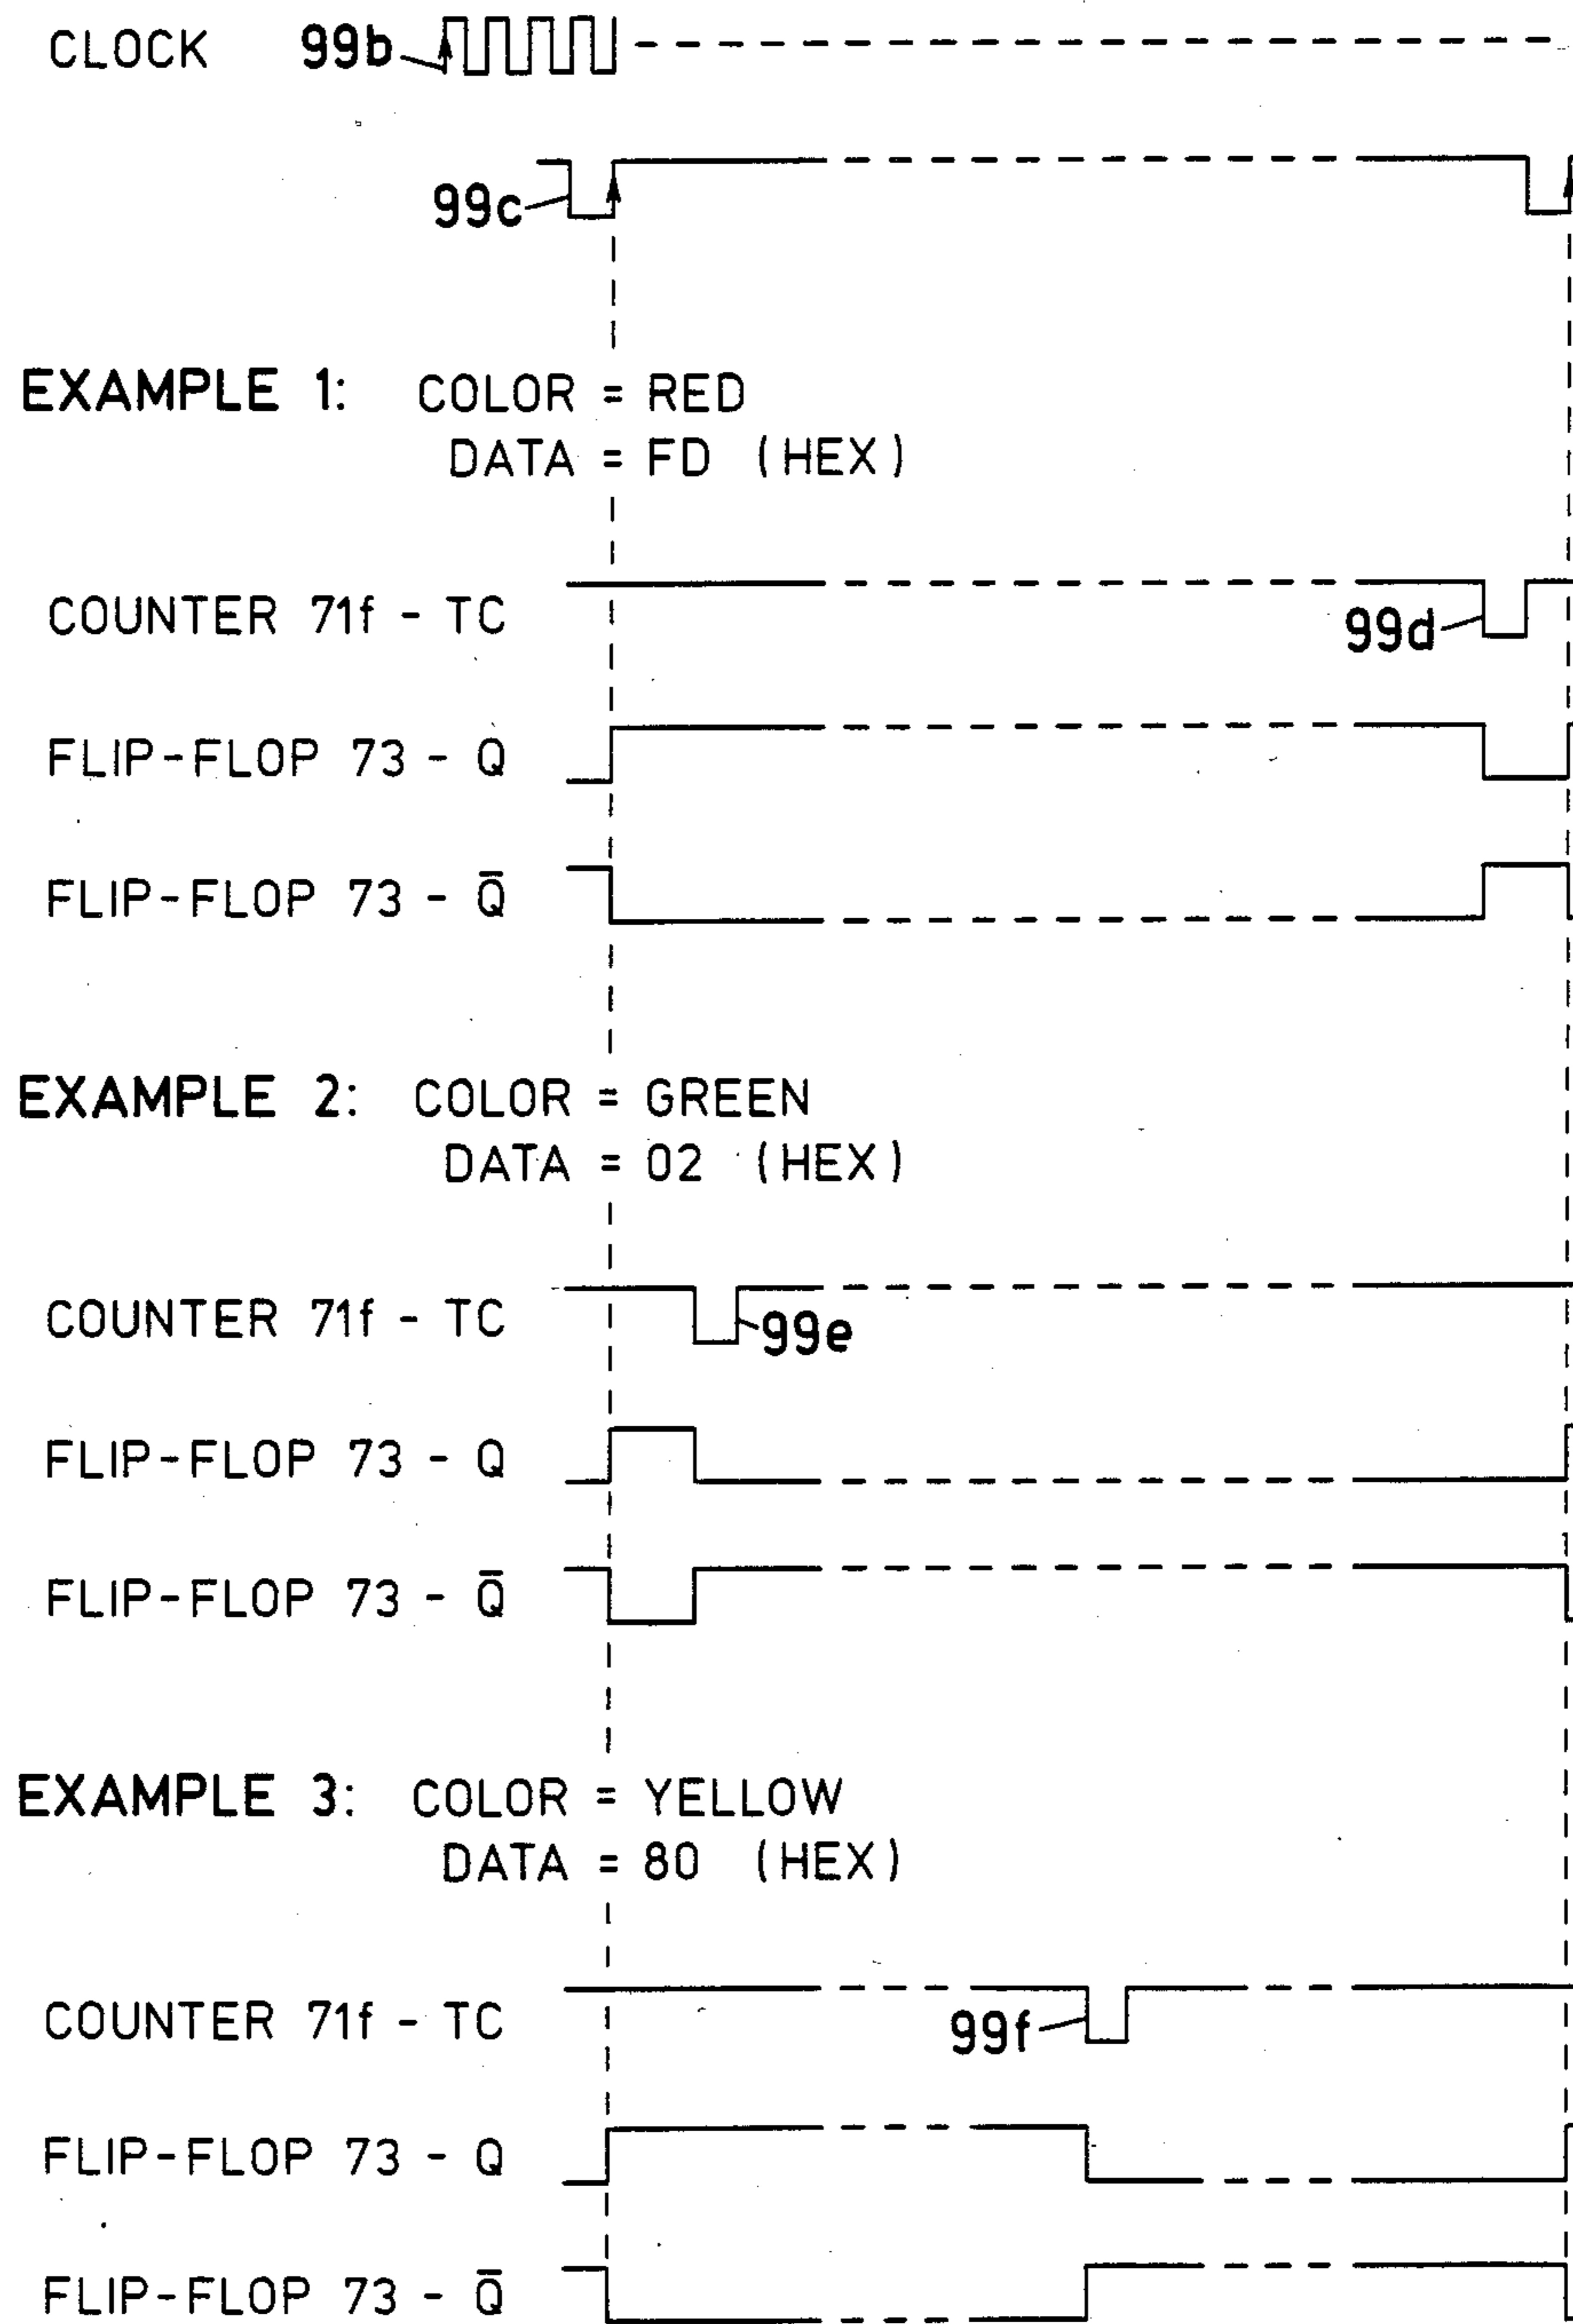 CLOCK 99b
99c
EXAMPLE 1: COLOR = RED
DATA = FD (HEX)
COUNTER 71f - TC
99d
FLIP-FLOP 73 - Q
FLIP-FLOP 73 - Q̅
EXAMPLE 2: COLOR = GREEN
DATA = 02 (HEX)
COUNTER 71f - TC
99e
FLIP-FLOP 73 - Q
FLIP-FLOP 73 - Q̅
EXAMPLE 3: COLOR = YELLOW
DATA = 80 (HEX)
COUNTER 71f - TC
99f
FLIP-FLOP 73 - Q
FLIP-FLOP 73 - Q̅